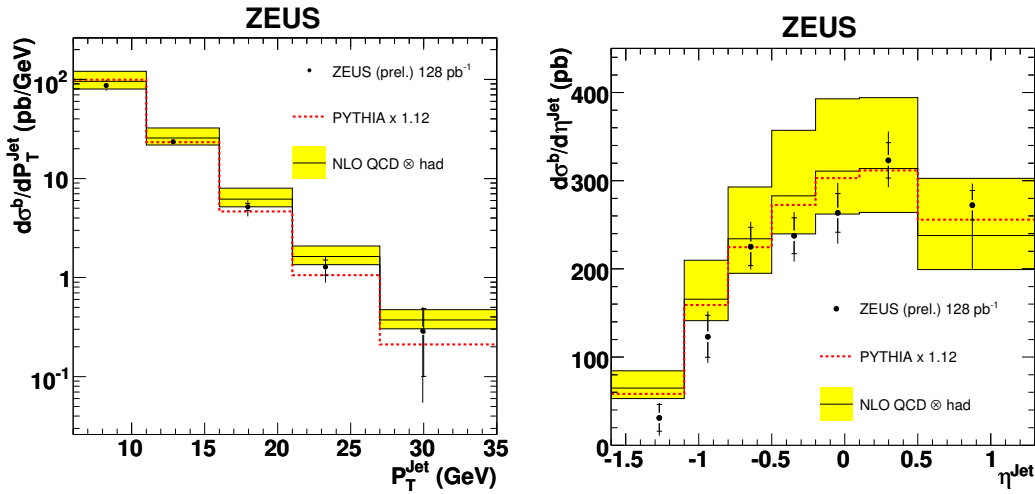 ZEUS
dσᵇ/dP_T^Jet (pb/GeV)
10²
10
1
10⁻¹
ZEUS (prel.) 128 pb⁻¹
PYTHIA x 1.12
NLO QCD ⊗ had
10 15 20 25 30 35
P_T^Jet (GeV)
ZEUS
dσᵇ/dη^Jet (pb)
400
300
200
100
0
ZEUS (prel.) 128 pb⁻¹
PYTHIA x 1.12
NLO QCD ⊗ had
-1.5 -1 -0.5 0 0.5 1
η^Jet